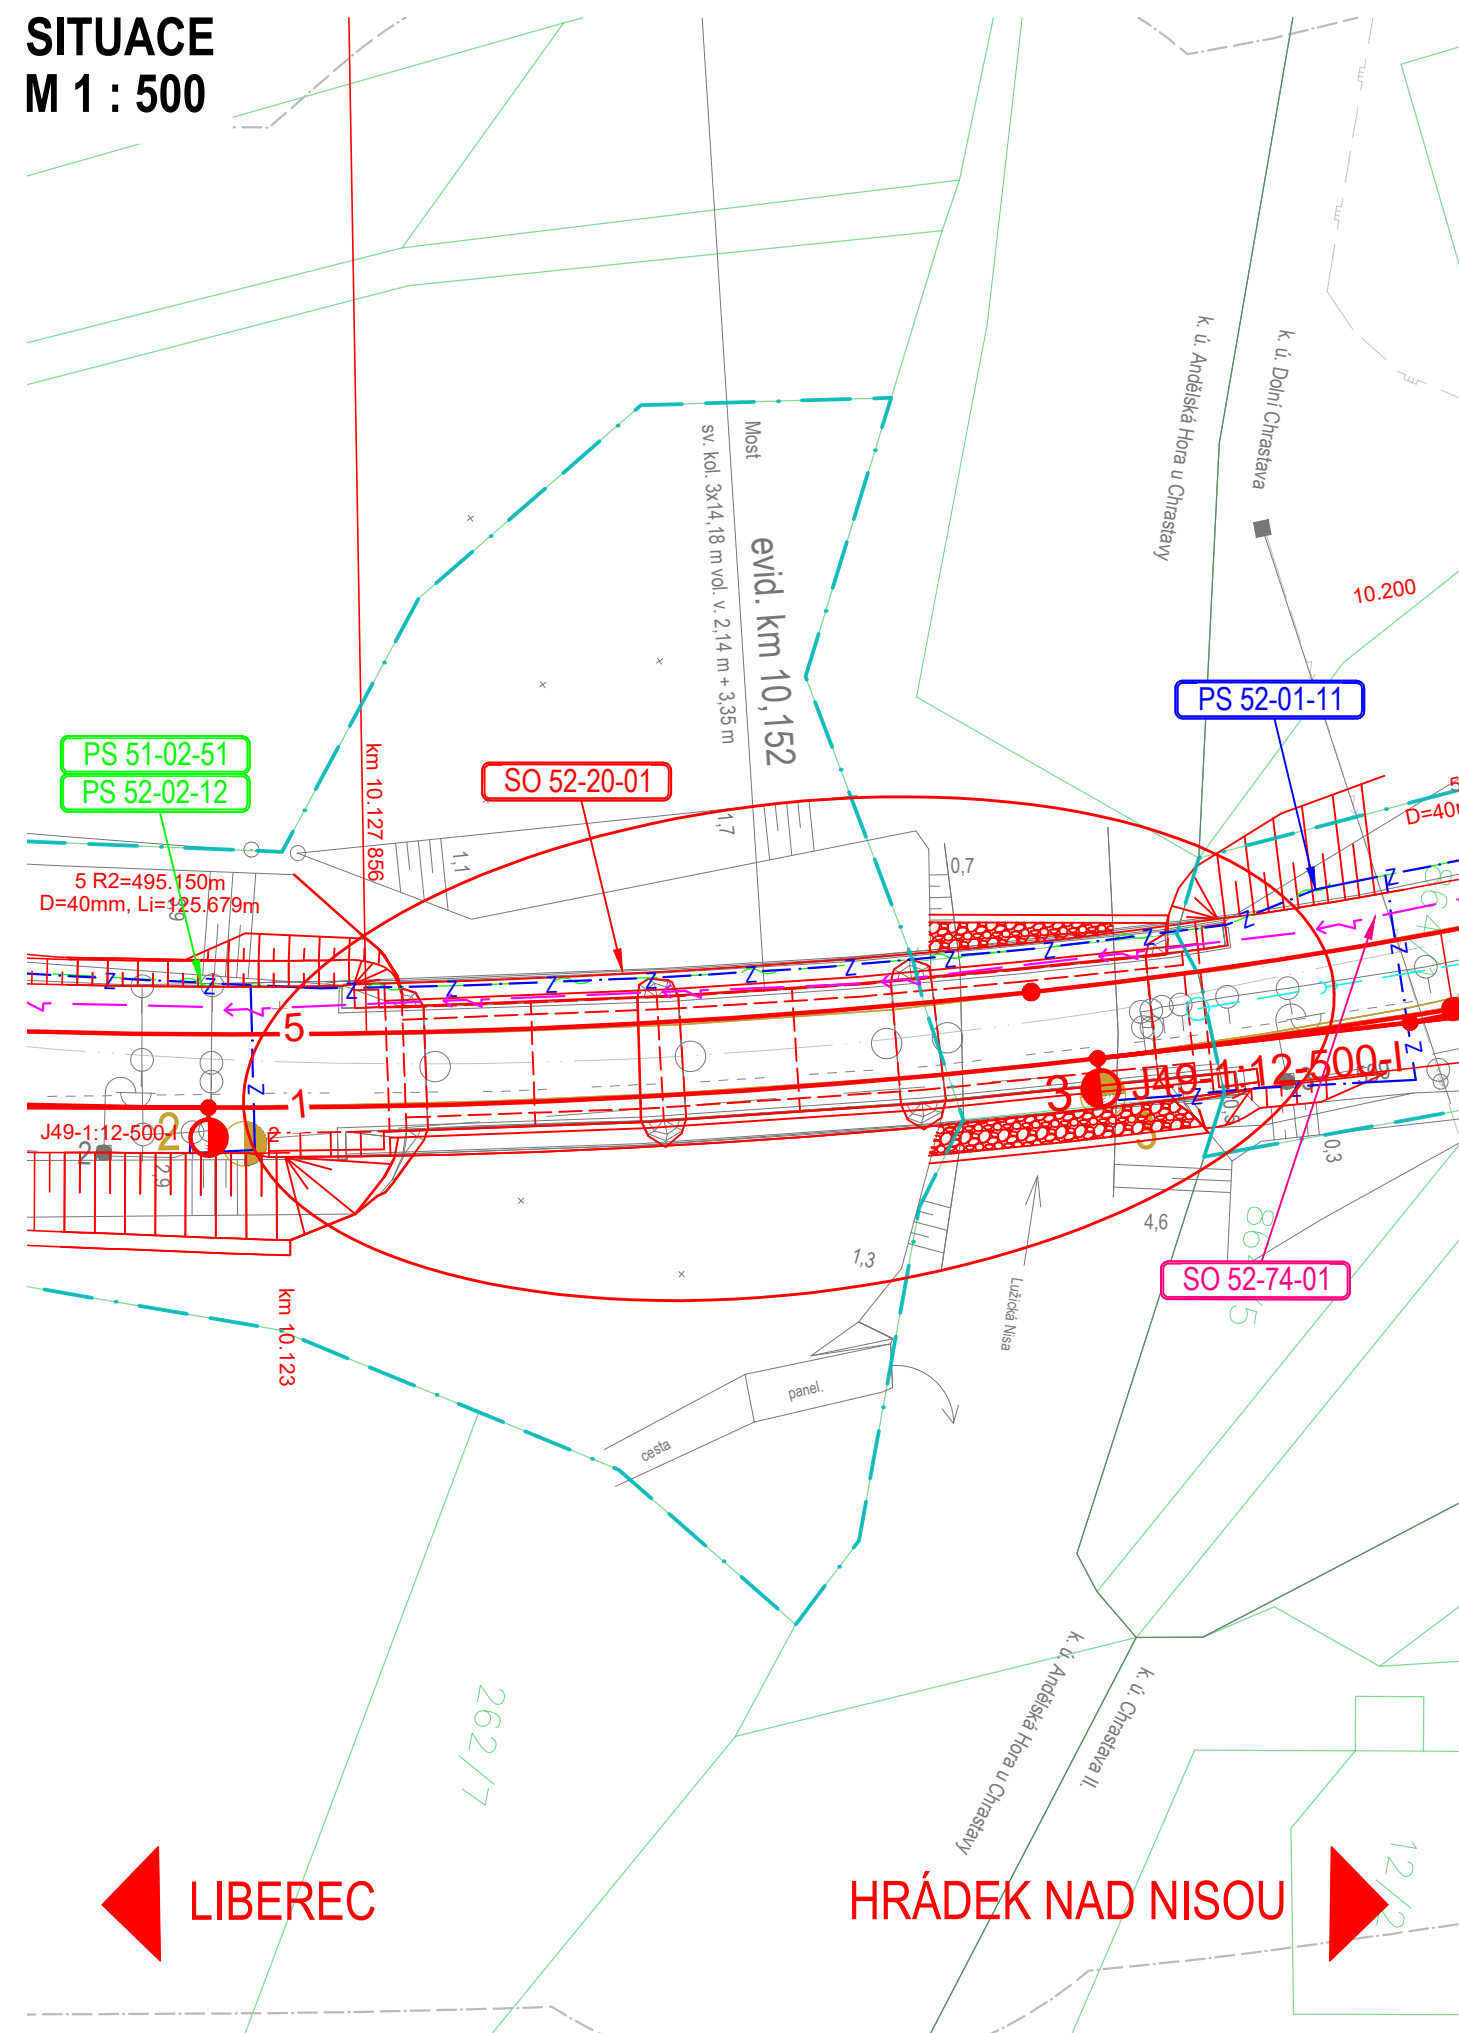 SITUACE
M 1 : 500
k. ú. Andělská Hora u Chrastavy
k. ú. Dolní Chrastava
Most
sv. kol. 3x14,18 m vol. v. 2,14 m + 3,35 m
evid. km 10,152
10.200
PS 52-01-11
PS 51-02-51
PS 52-02-12
SO 52-20-01
km 10.127 856
1,7
1,1
0,7
5 R2=495.150m
D=40mm, Li=125.679m
5
1
3
J49-1:12-500-I
J49-1:12-500-I
2
2
2
2,9
4,6
0,3
1,3
Lužická Nisa
SO 52-74-01
km 10.123
panel.
cesta
k. ú. Andělská Hora u Chrastavy
k. ú. Chrastava II.
262/7
LIBEREC
HRÁDEK NAD NISOU